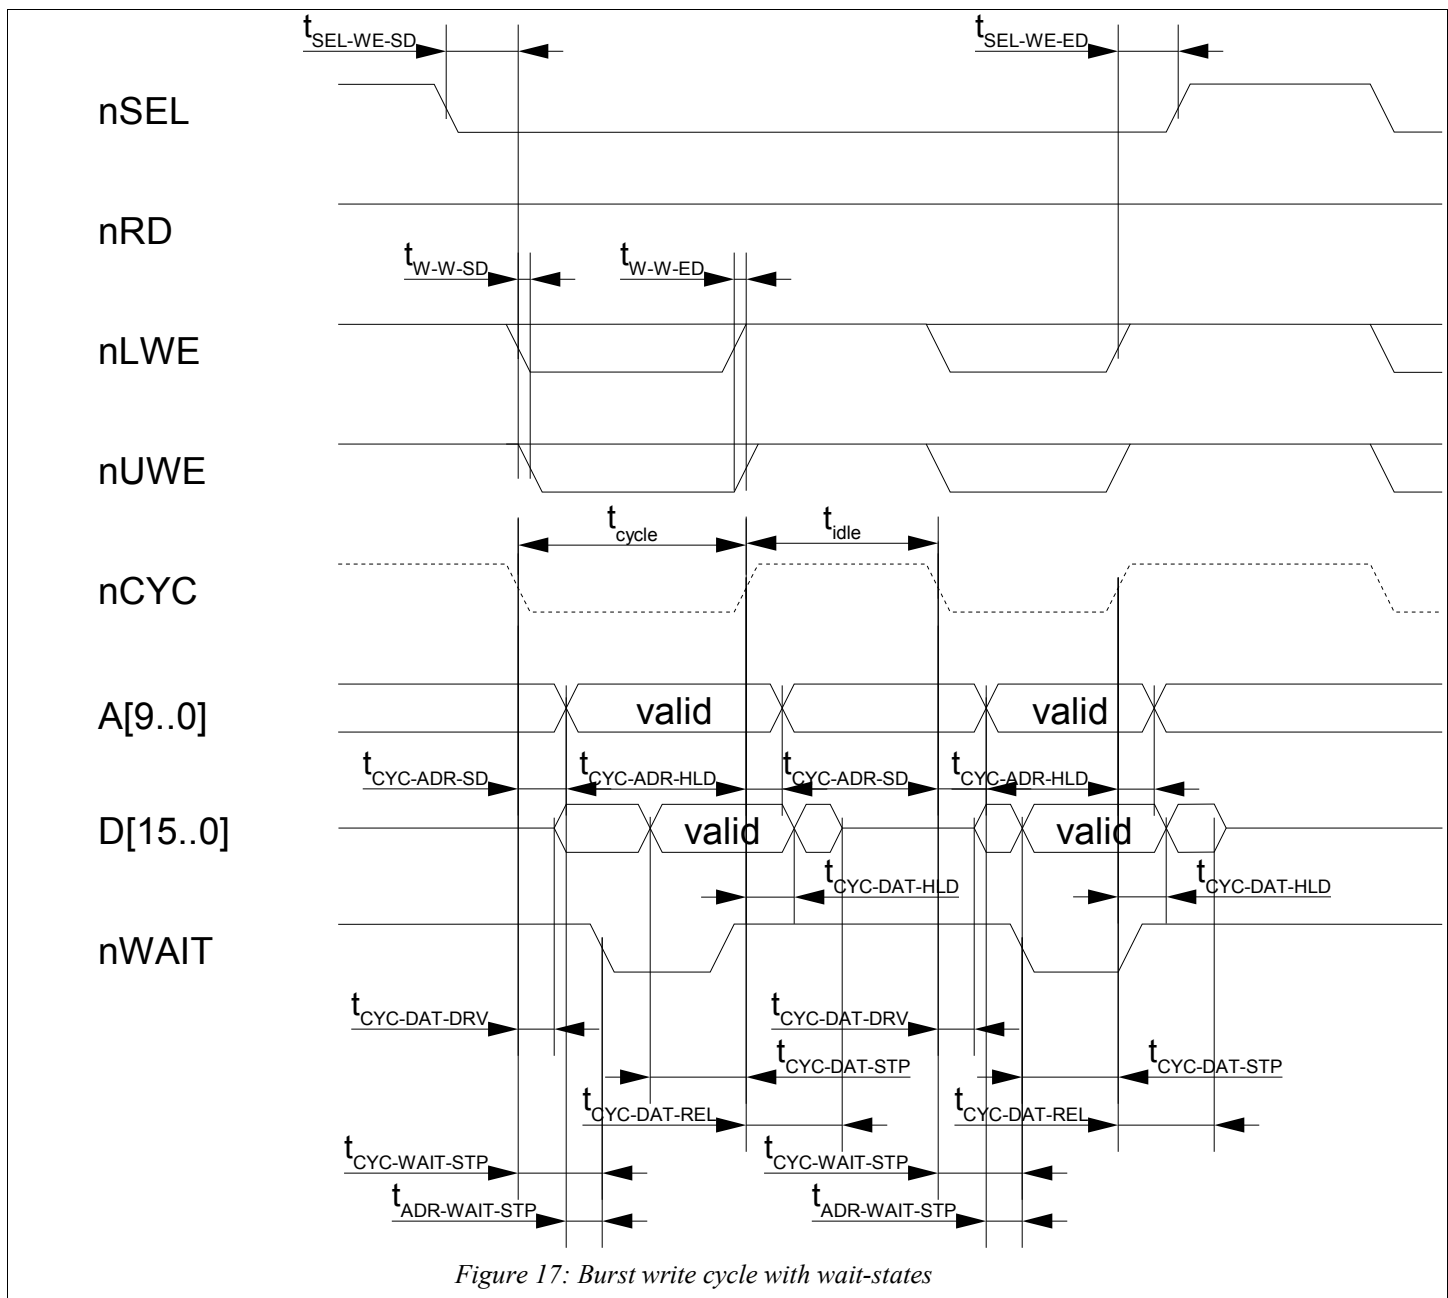 tSEL-WE-SD tSEL-WE-ED
nSEL
nRD
tW-W-SD tW-W-ED
nLWE
nUWE
tcycle tidle
nCYC
A[9..0] valid valid
tCYC-ADR-SD tCYC-ADR-HLD tCYC-ADR-SD tCYC-ADR-HLD
D[15..0] valid valid
tCYC-DAT-HLD tCYC-DAT-HLD
nWAIT
tCYC-DAT-DRV tCYC-DAT-DRV
tCYC-DAT-STP tCYC-DAT-STP
tCYC-DAT-REL tCYC-DAT-REL
tCYC-WAIT-STP tCYC-WAIT-STP
tADR-WAIT-STP tADR-WAIT-STP
Figure 17: Burst write cycle with wait-states